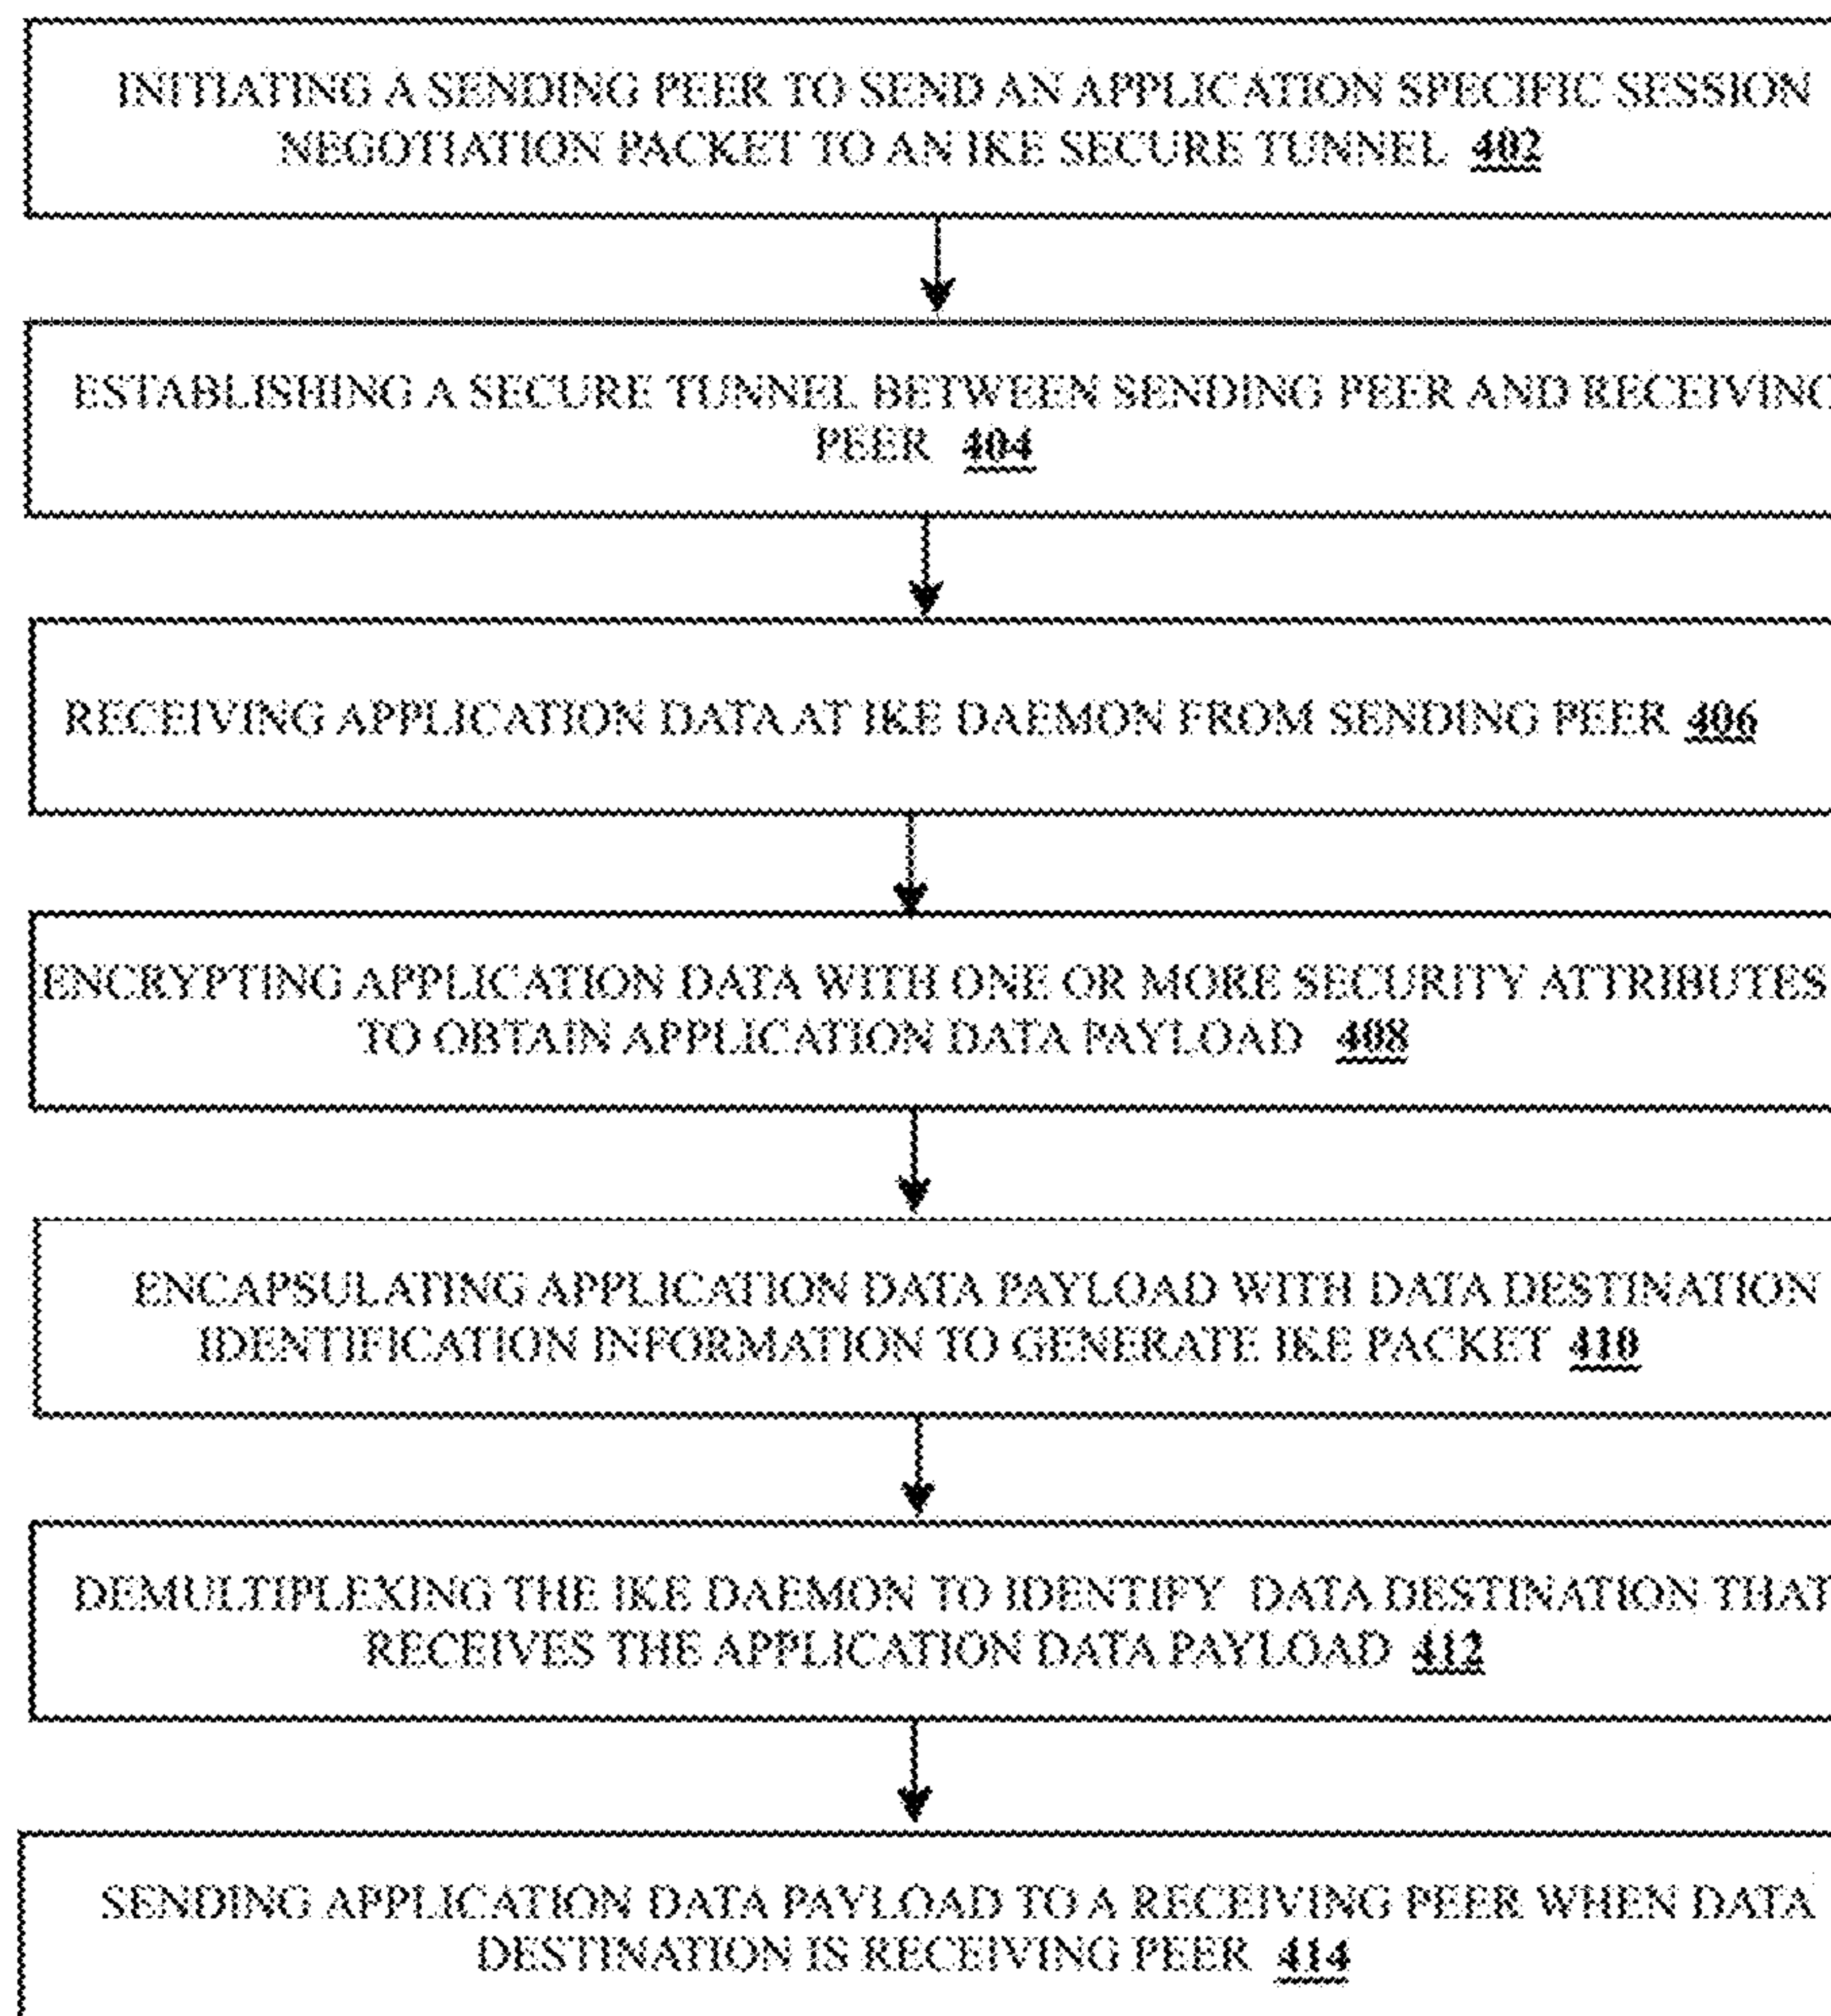 INITIATING A SENDING PEER TO SEND AN APPLICATION SPECIFIC SESSION
NEGOTIATION PACKET TO AN IKE SECURE TUNNEL 402
ESTABLISHING A SECURE TUNNEL BETWEEN SENDING PEER AND RECEIVING
PEER 404
RECEIVING APPLICATION DATA AT IKE DAEMON FROM SENDING PEER 406
ENCRYPTING APPLICATION DATA WITH ONE OR MORE SECURITY ATTRIBUTES
TO OBTAIN APPLICATION DATA PAYLOAD 408
ENCAPSULATING APPLICATION DATA PAYLOAD WITH DATA DESTINATION
IDENTIFICATION INFORMATION TO GENERATE IKE PACKET 410
DEMULTIPLEXING THE IKE DAEMON TO IDENTIFY DATA DESTINATION THAT
RECEIVES THE APPLICATION DATA PAYLOAD 412
SENDING APPLICATION DATA PAYLOAD TO A RECEIVING PEER WHEN DATA
DESTINATION IS RECEIVING PEER 414